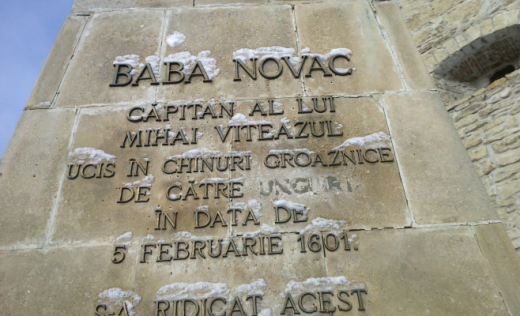 BABA NOVAC
CĂPITAN AL LUI
MIHAI VITEAZUL
UCIS ÎN CHINURI GROAZNICE
DE CĂTRE UNGURI
ÎN DATA DE
5 FEBRUARIE 1601.
S-A RIDICAT ACEST